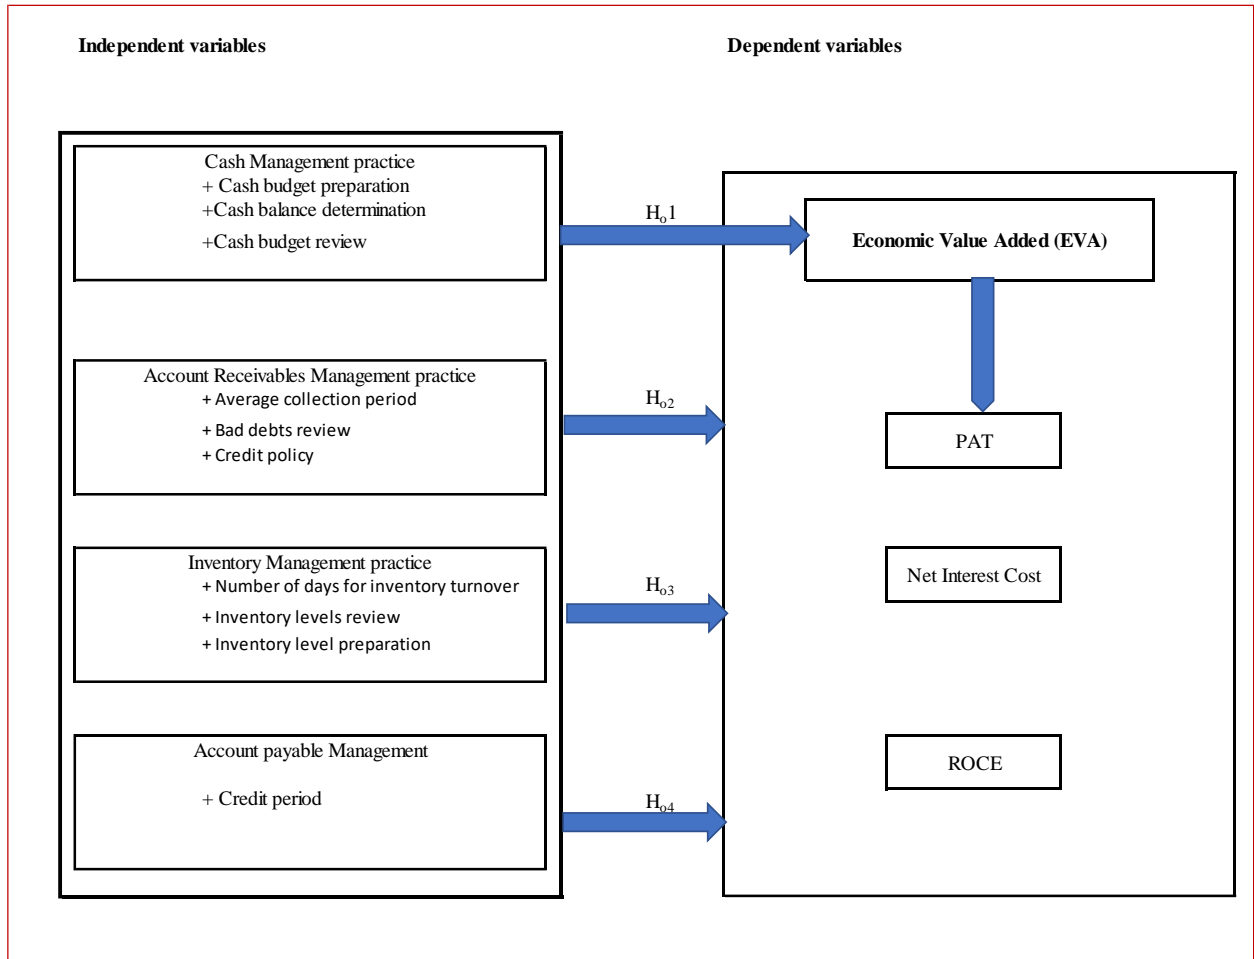 Independent variables
Dependent variables
Cash Management practice
+ Cash budget preparation
+Cash balance determination
+Cash budget review
Ho1
Economic Value Added (EVA)
Account Receivables Management practice
+ Average collection period
+ Bad debts review
+ Credit policy
Ho2
PAT
Inventory Management practice
+ Number of days for inventory turnover
+ Inventory levels review
+ Inventory level preparation
Ho3
Net Interest Cost
Account payable Management
+ Credit period
Ho4
ROCE